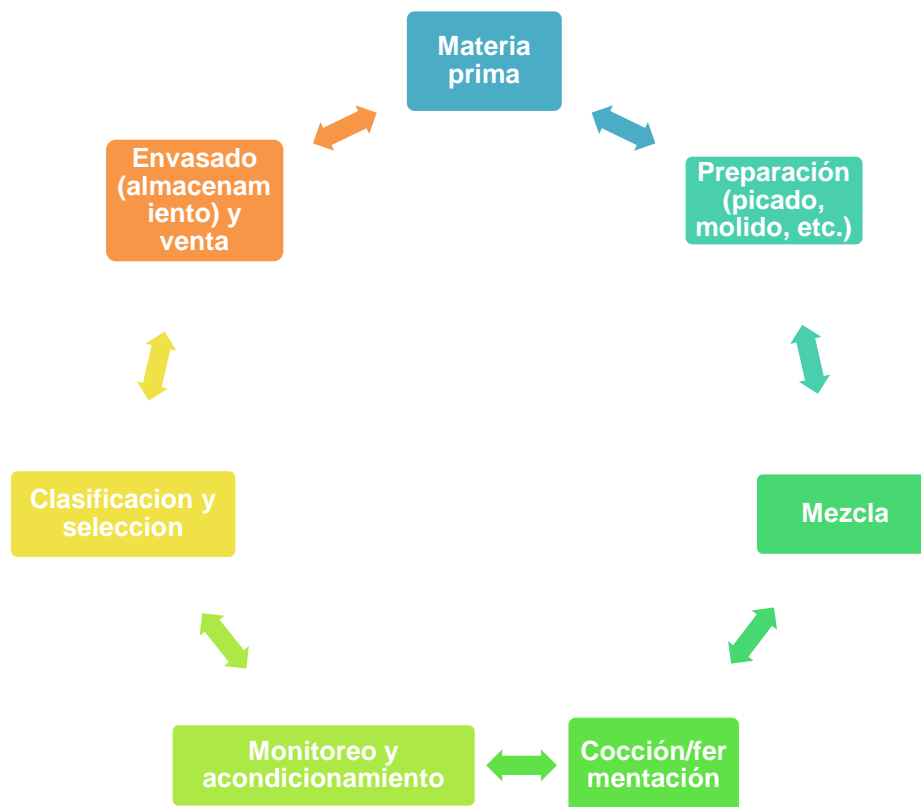 Materia
prima
Preparación
(picado,
molido, etc.)
Mezcla
Cocción/fer
mentación
Monitoreo y
acondicionamiento
Clasificacion y
seleccion
Envasado
(almacenam
iento) y
venta